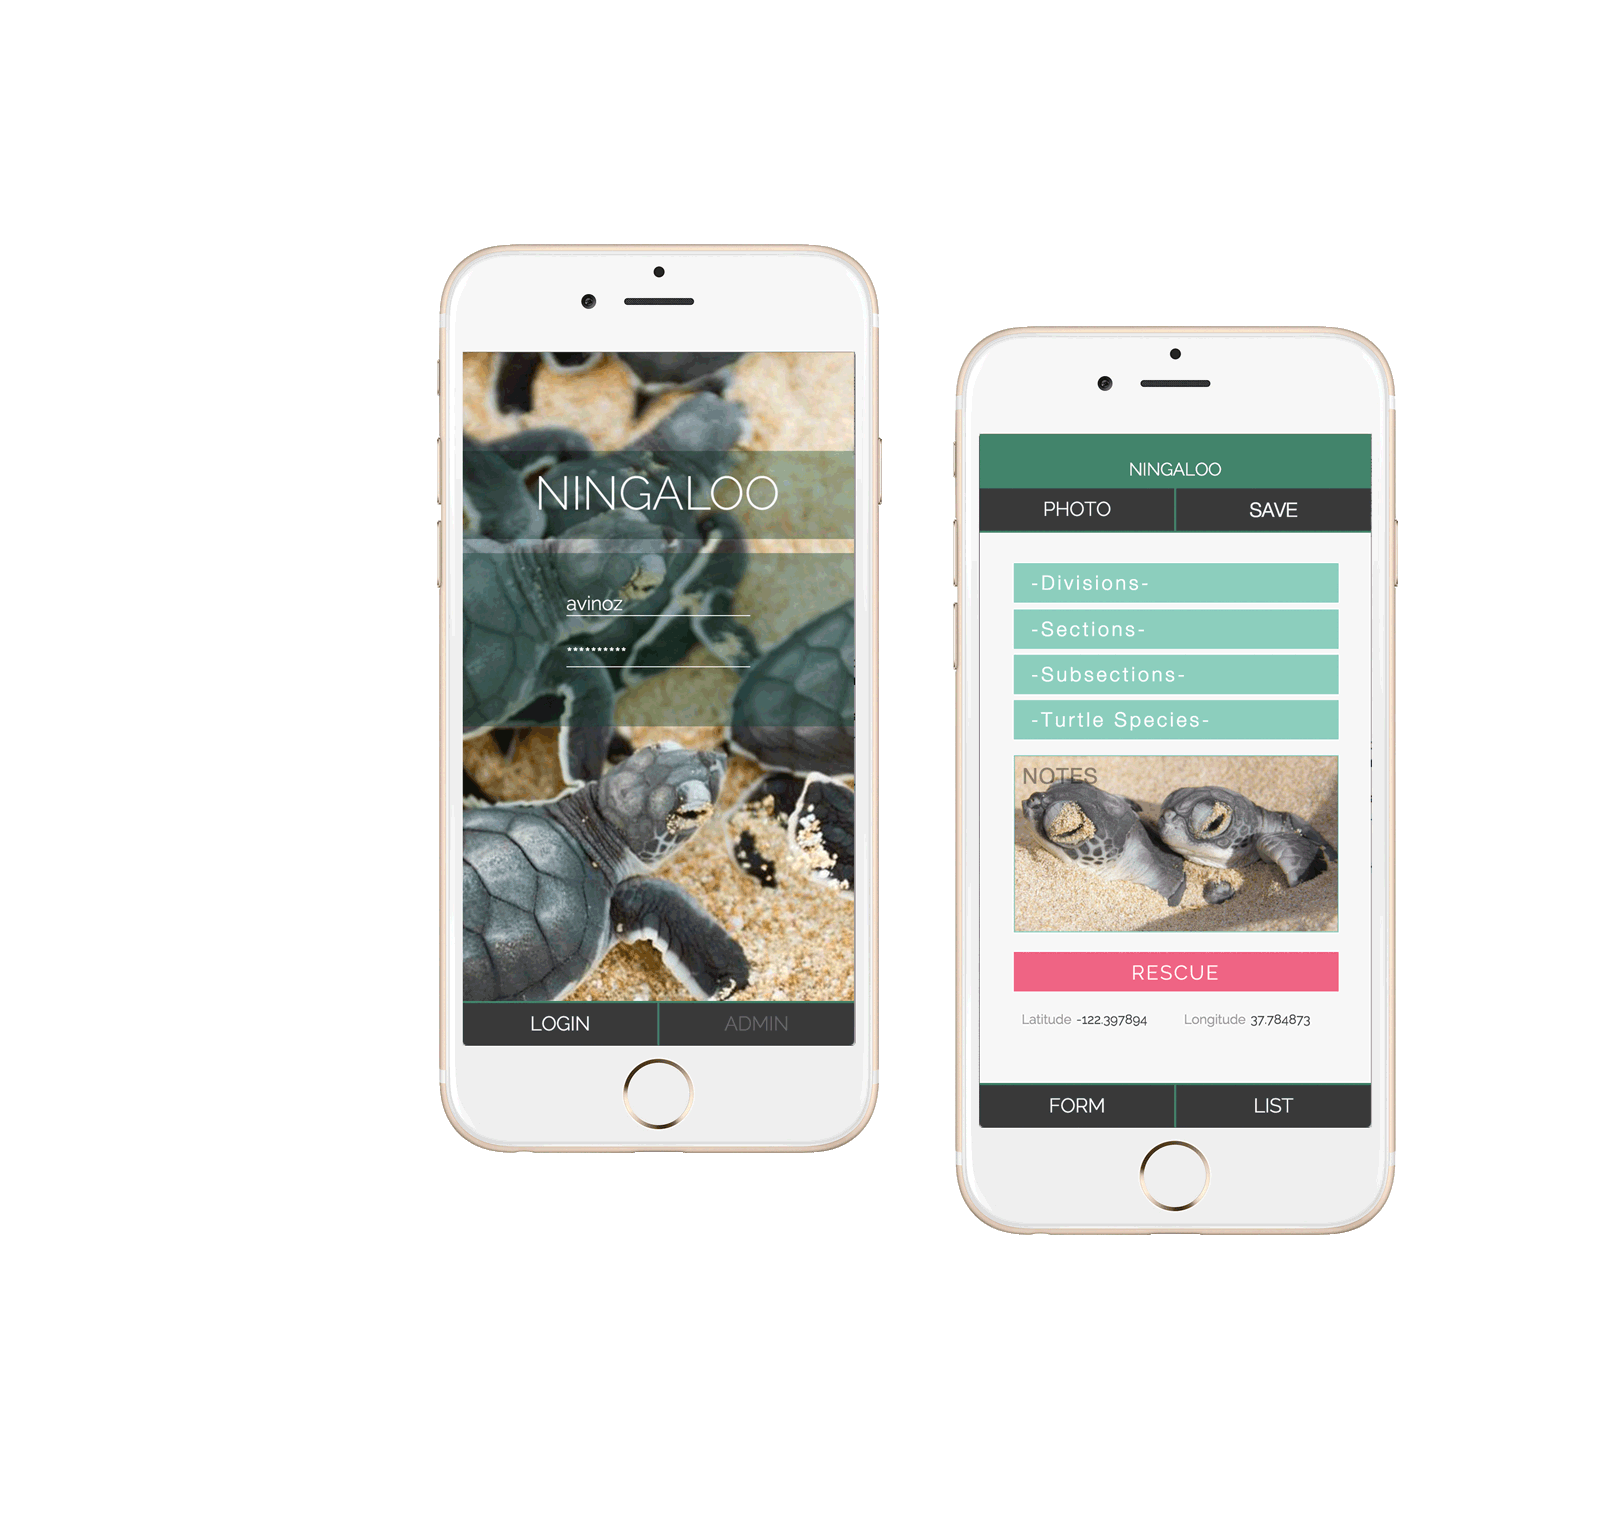 NINGALOO
avinoz
**********
LOGIN ADMIN
NINGALOO
PHOTO SAVE
-Divisions-
-Sections-
-Subsections-
-Turtle Species-
NOTES
RESCUE
Latitude -122.397894 Longitude 37.784873
FORM LIST